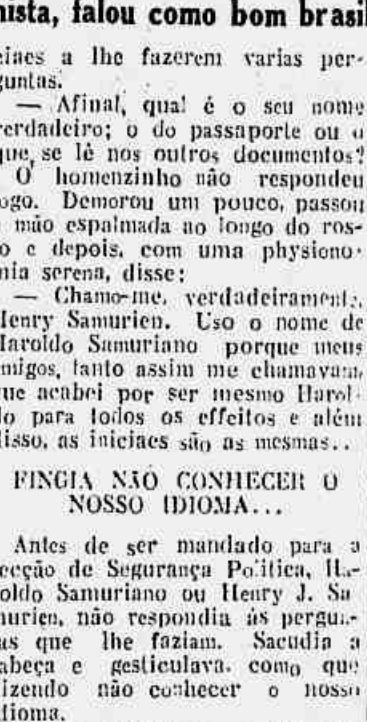 nista, falou como bom brasil
ciaes a lhe fazerem varias per-
guntas.
— Afinal, qual é o seu nome
verdadeiro; o do passaporte ou o
que se lê nos outros documentos?
O homenzinho não respondeu
logo. Demorou um pouco, passou
a mão espalmada ao longo do ros-
to e depois, com uma physiono-
mia serena, disse:
— Chamo-me, verdadeiramente,
Henry Samurien. Uso o nome de
Haroldo Samuriano porque meus
amigos, tanto assim me chamavam,
que acabei por ser mesmo Harol-
do para todos os effeitos e além
disso, as iniciaes são as mesmas..
FINGIA NÃO CONHECER O
NOSSO IDIOMA...
Antes de ser mandado para a
secção de Segurança Politica, Ha-
roldo Samuriano ou Henry J. Sa
murien, não respondia ás pergun-
tas que lhe faziam. Sacudia a
cabeça e gesticulava, como que
dizendo não conhecer o nosso
idioma.